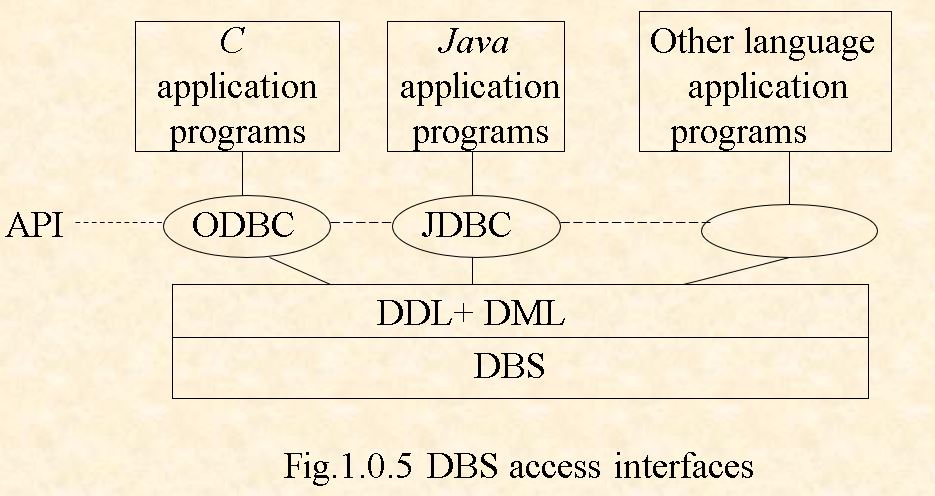 C
application
programs
Java
application
programs
Other language
application
programs
API
ODBC
JDBC
DDL+ DML
DBS
Fig.1.0.5 DBS access interfaces